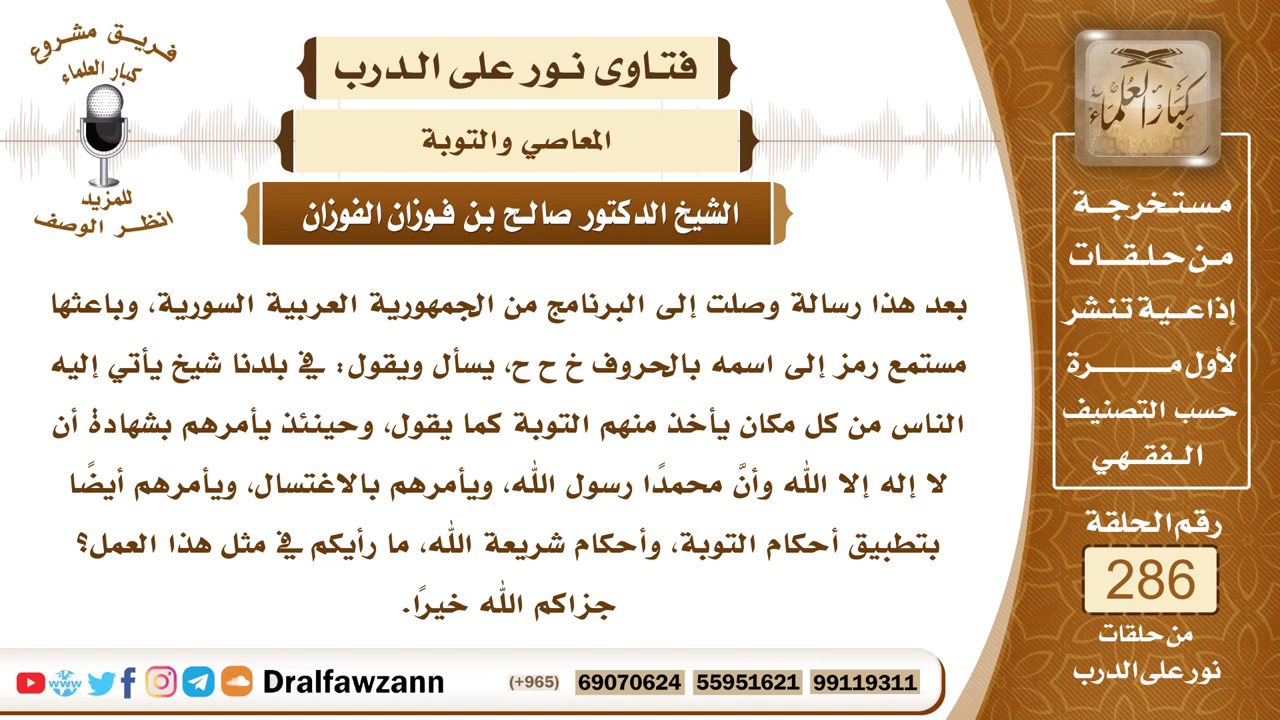 فريق مشروع
كبار العلماء
للمزيد
انظر الوصف
فتاوى نور على الدرب
المعاصي والتوبة
الشيخ الدكتور صالح بن فوزان الفوزان
بعد هذا رسالة وصلت إلى البرنامج من الجمهورية العربية السورية، وباعثها
مستمع رمز إلى اسمه بالحروف خ ح ح، يسأل ويقول: في بلدنا شيخ يأتي إليه
الناس من كل مكان يأخذ منهم التوبة كما يقول، وحينئذ يأمرهم بشهادة أن
لا إله إلا الله وأنَّ محمدًا رسول الله، ويأمرهم بالاغتسال، ويأمرهم أيضًا
بتطبيق أحكام التوبة، وأحكام شريعة الله، ما رأيكم في مثل هذا العمل؟
جزاكم الله خيرًا.
كبار العلماء
مستخرجة
من حلقات
إذاعية تنشر
لأول مرة
حسب التصنيف
الفقهي
رقم الحلقة
286
من حلقات
نور على الدرب
www Dralfawzann (+965) 69070624 55951621 99119311